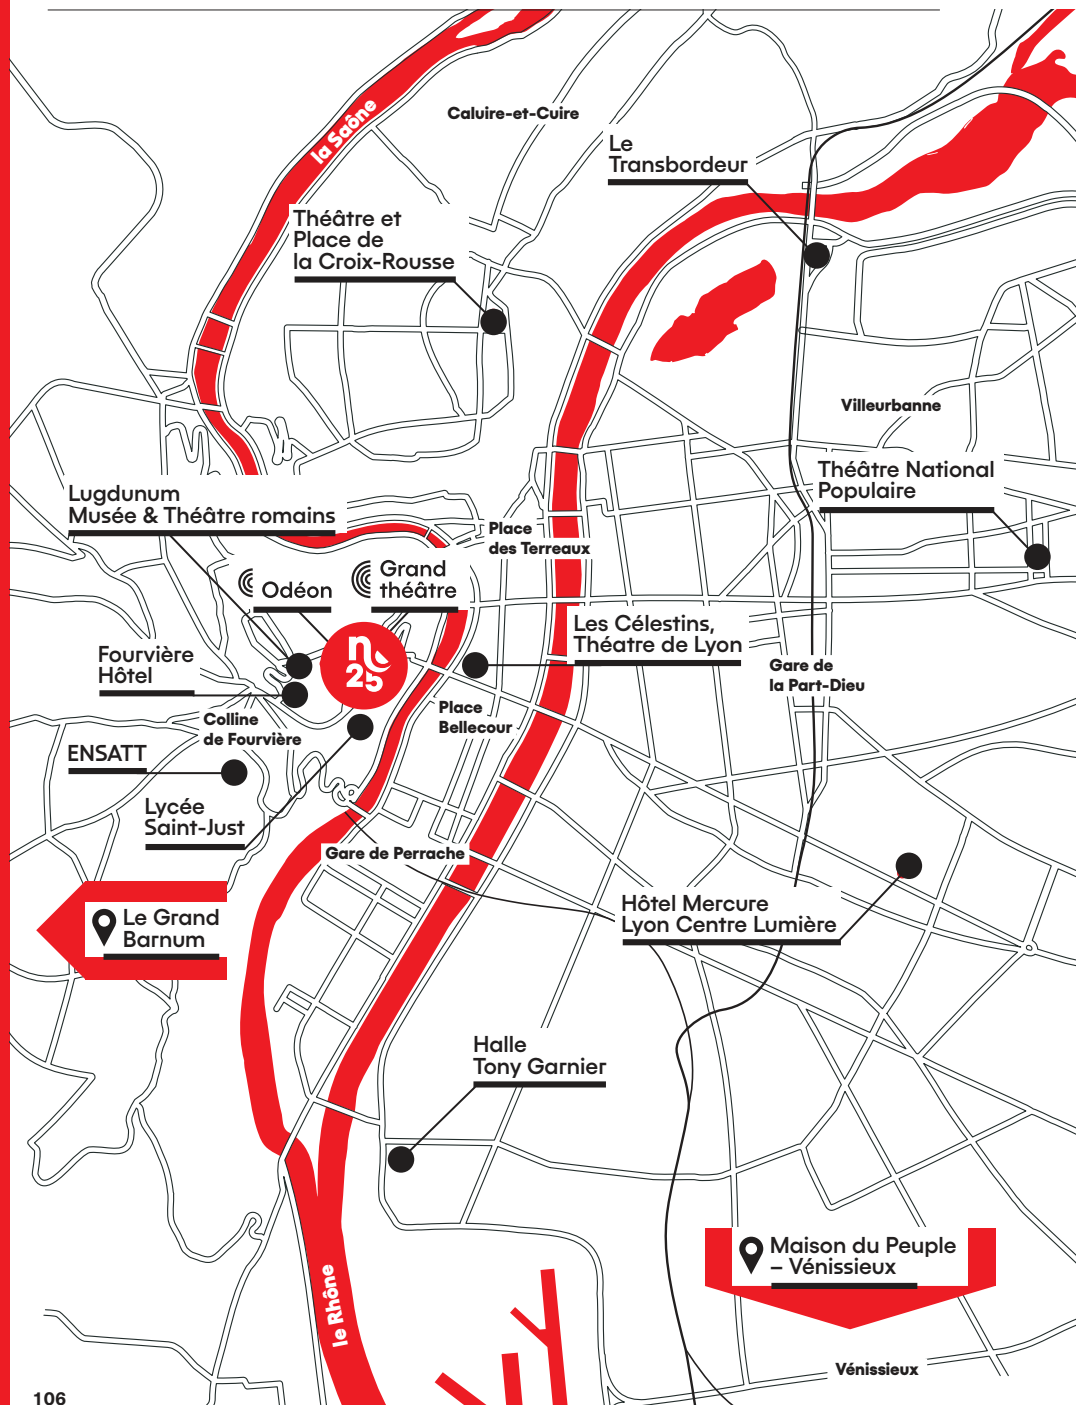 la Saône
Caluire-et-Cuire
Le
Transbordeur
Théâtre et
Place de
la Croix-Rousse
Villeurbanne
Théâtre National
Populaire
Lugdunum
Musée & Théâtre romains
Place
des Terreaux
Odéon
Grand
théâtre
n
25
Les Célestins,
Théatre de Lyon
Fourvière
Hôtel
Gare de
la Part-Dieu
Colline
de Fourvière
Place
Bellecour
ENSATT
Lycée
Saint-Just
Gare de Perrache
Hôtel Mercure
Lyon Centre Lumière
Le Grand
Barnum
Halle
Tony Garnier
Maison du Peuple
– Vénissieux
le Rhône
Vénissieux
106